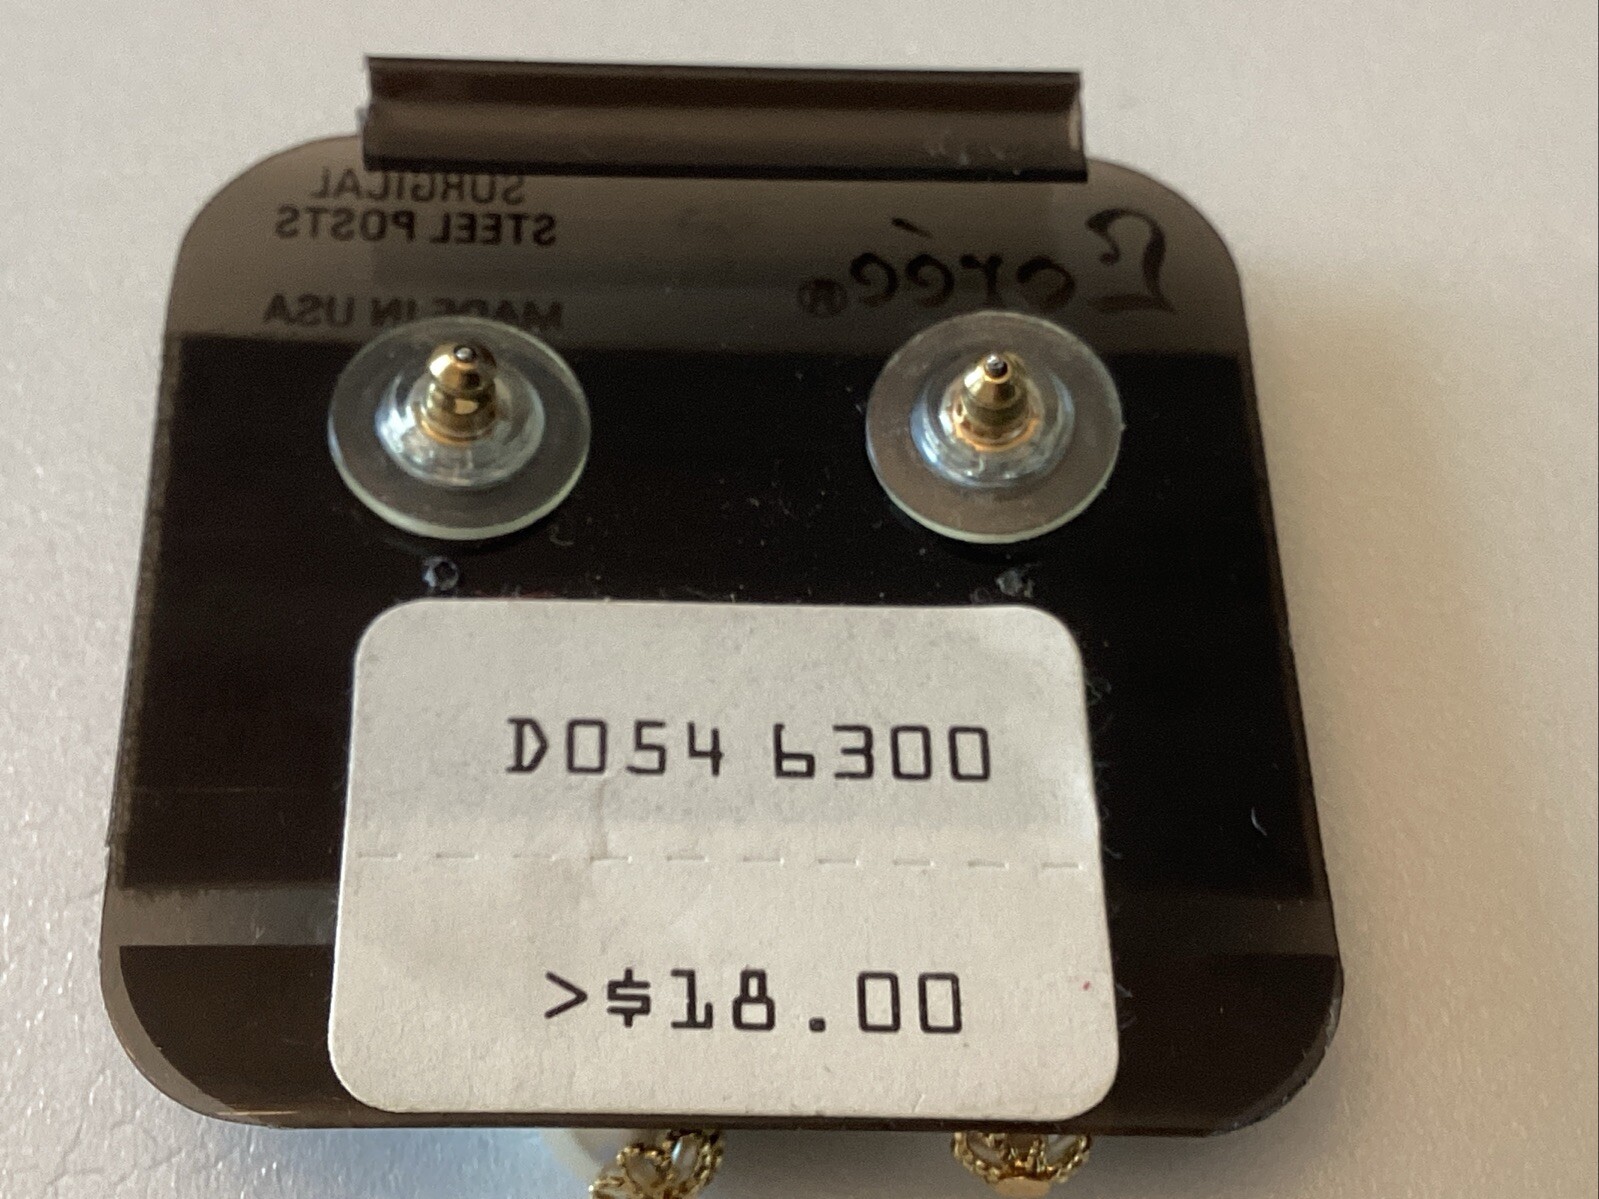 SURGICAL
STEEL POSTS
MADE IN USA
®
D054 6300
>$18.00